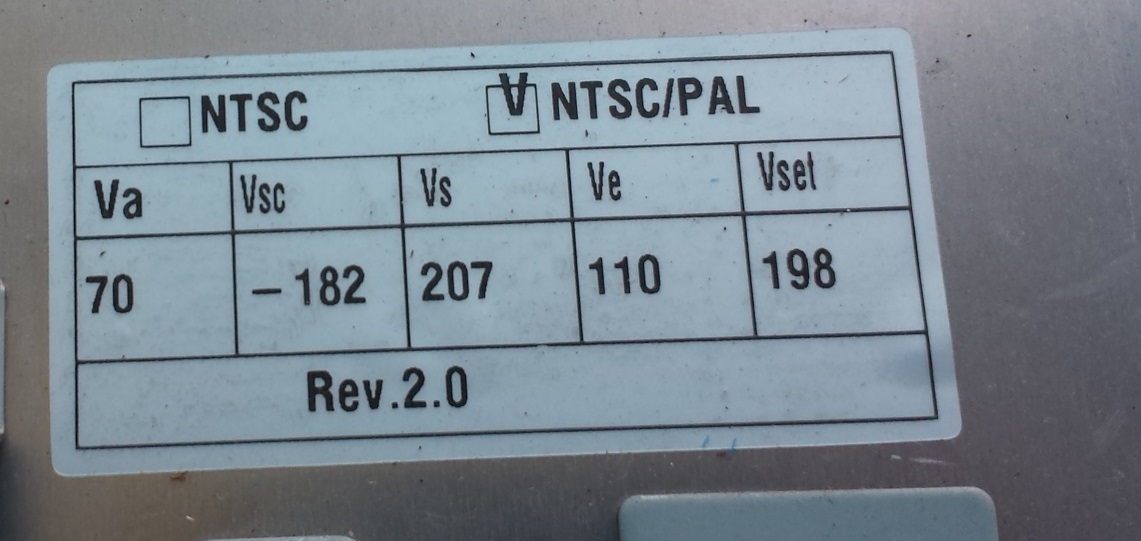 NTSC V NTSC/PAL
Va Vsc Vs Ve Vset
70 – 182 207 110 198
Rev.2.0